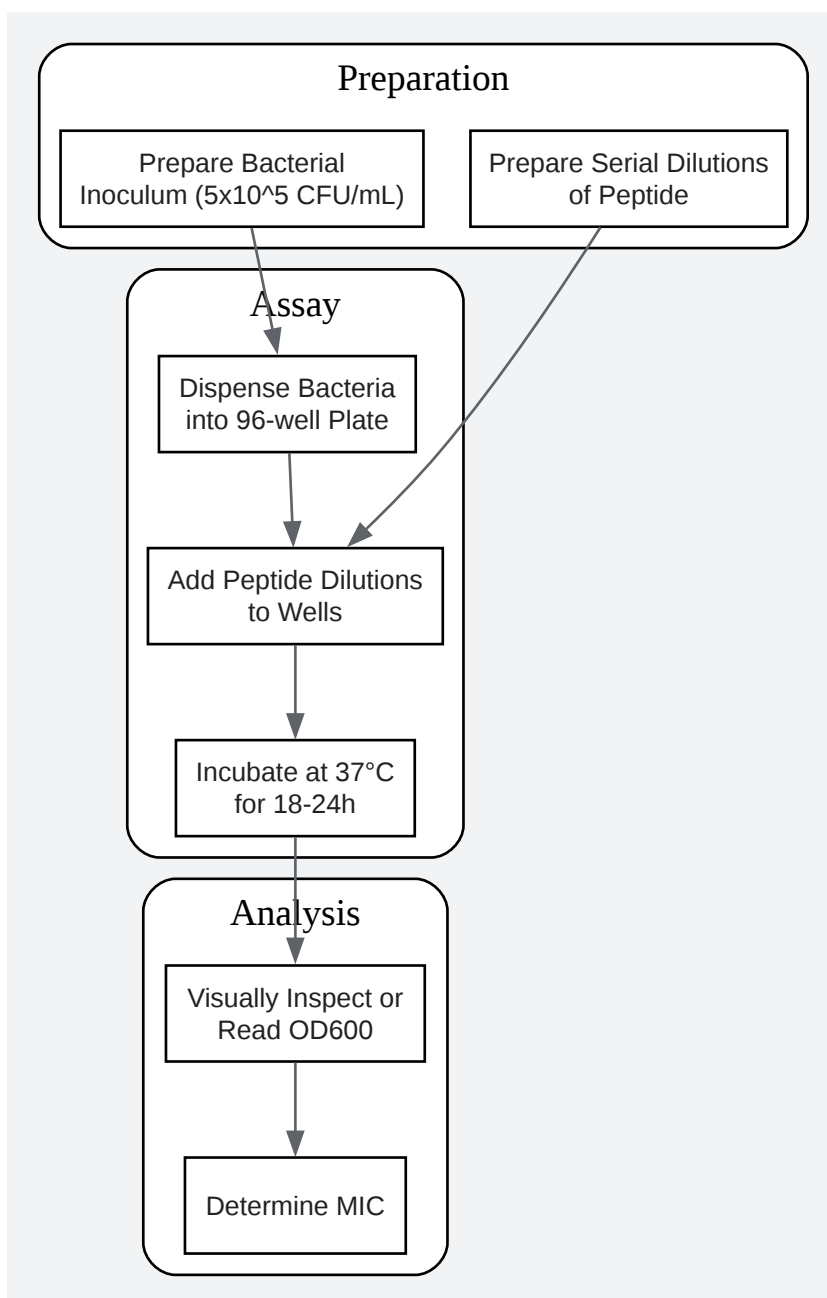 Preparation
Prepare Bacterial
Inoculum (5x10^5 CFU/mL)
Prepare Serial Dilutions
of Peptide
Assay
Dispense Bacteria
into 96-well Plate
Add Peptide Dilutions
to Wells
Incubate at 37°C
for 18-24h
Analysis
Visually Inspect or
Read OD600
Determine MIC